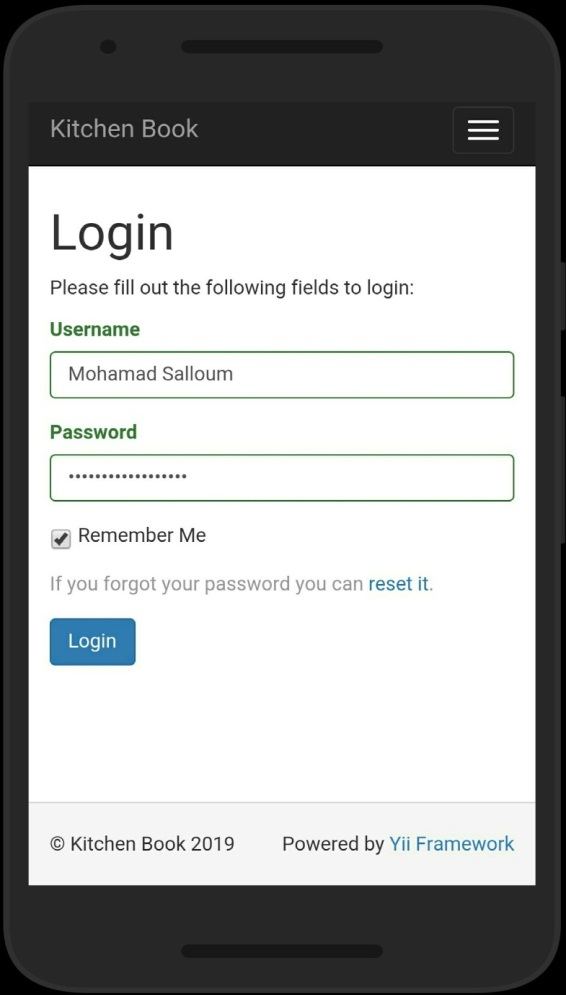 Kitchen Book
Login
Please fill out the following fields to login:
Username
Mohamad Salloum
Password
••••••••••••••••••
Remember Me
If you forgot your password you can reset it.
Login
© Kitchen Book 2019 Powered by Yii Framework